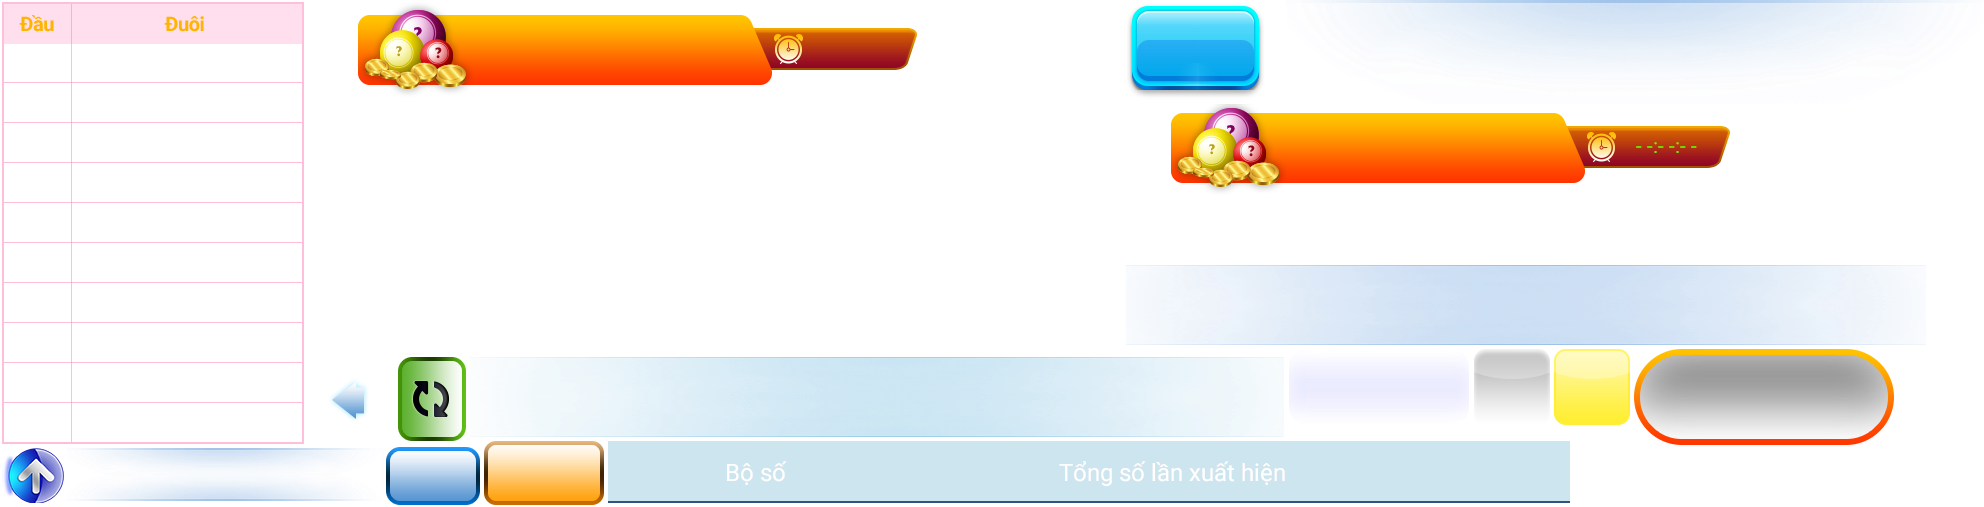 Đầu Đuôi
? ? ?
? ? ?
--:--:--
Bộ số Tổng số lần xuất hiện